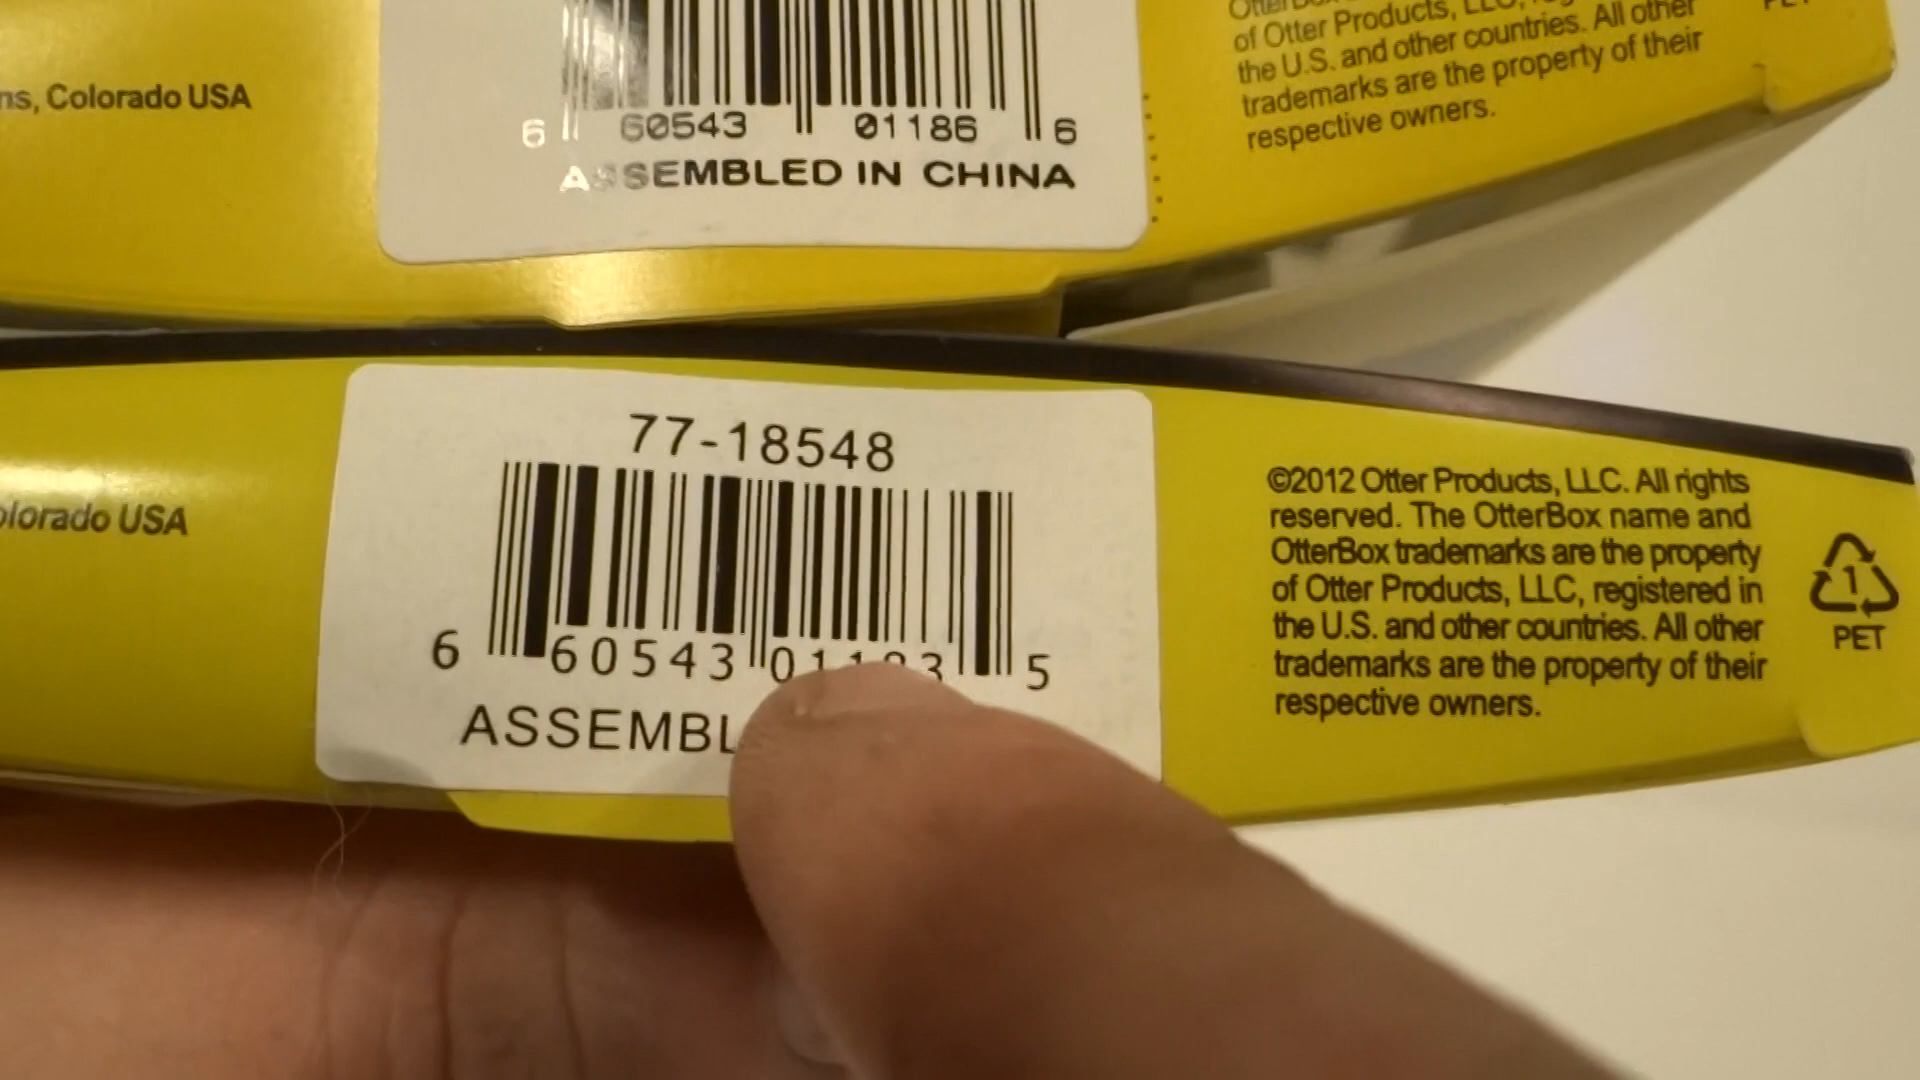 ns, Colorado USA
6 60543 01186 6
ASSEMBLED IN CHINA
of Otter Products, LLC,
the U.S. and other countries. All other
trademarks are the property of their
respective owners.
olorado USA
77-18548
6 60543 01183 5
ASSEMBL
©2012 Otter Products, LLC. All rights
reserved. The OtterBox name and
OtterBox trademarks are the property
of Otter Products, LLC, registered in
the U.S. and other countries. All other
trademarks are the property of their
respective owners.
1
PET